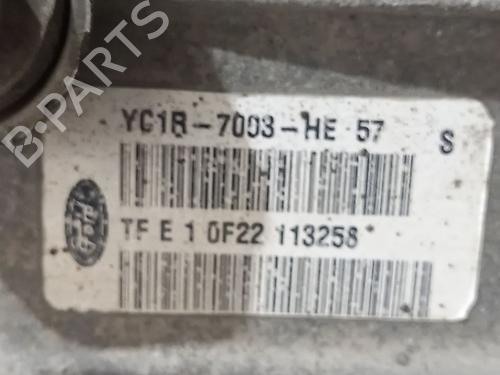 B-PARTS
YC1R-7003-HE 57 S
TF E 1 0F22 113258